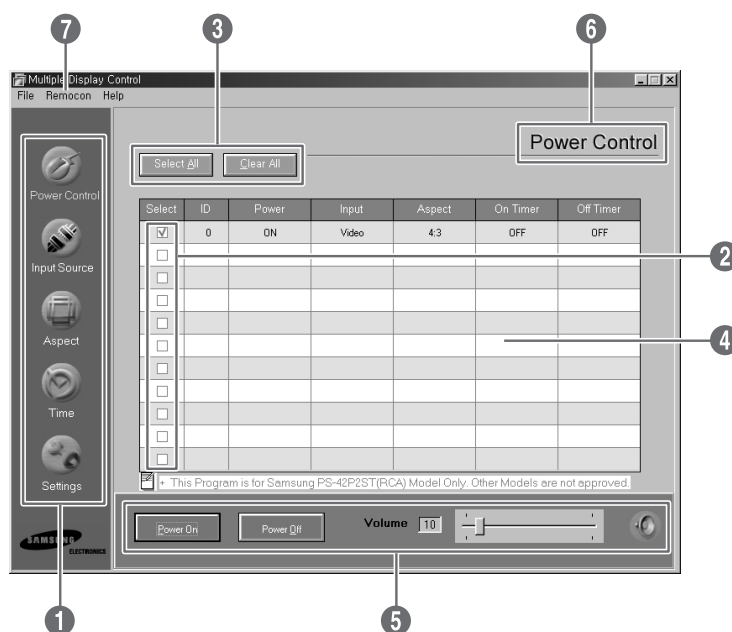 7
3
6
Multiple Display Control
File Remocon Help
Power Control
Select All
Clear All
Power Control
Input Source
Aspect
Time
Settings
Select ID Power Input Aspect On Timer Off Timer
0 ON Video 4:3 OFF OFF
2
4
+ This Program is for Samsung PS-42P2ST(RCA) Model Only. Other Models are not approved.
Power On
Power Off
Volume 10
SAMSUNG
ELECTRONICS
1
5